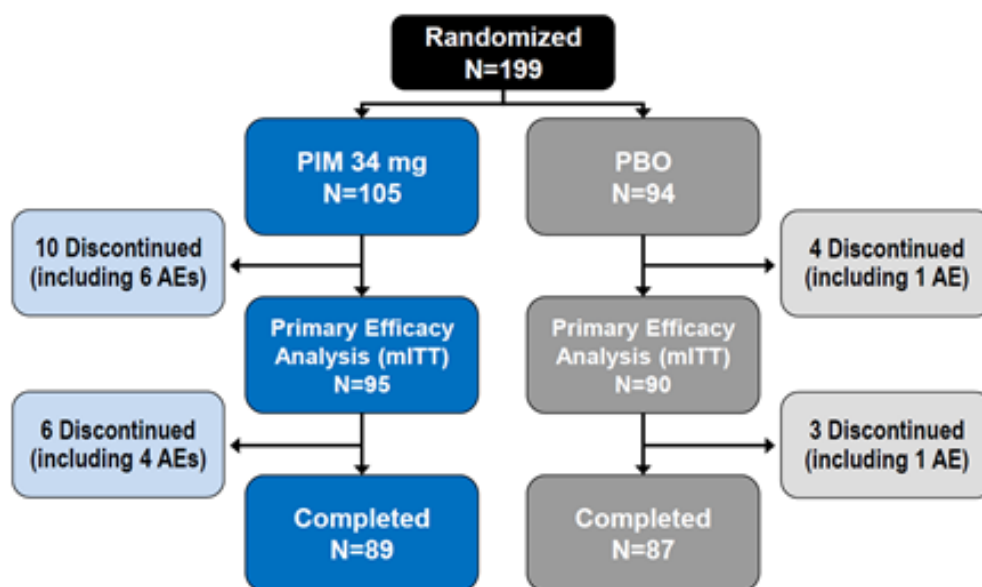 Randomized
N=199
PIM 34 mg
N=105
PBO
N=94
10 Discontinued
(including 6 AEs)
4 Discontinued
(including 1 AE)
Primary Efficacy
Analysis (mITT)
N=95
Primary Efficacy
Analysis (mITT)
N=90
6 Discontinued
(including 4 AEs)
3 Discontinued
(including 1 AE)
Completed
N=89
Completed
N=87